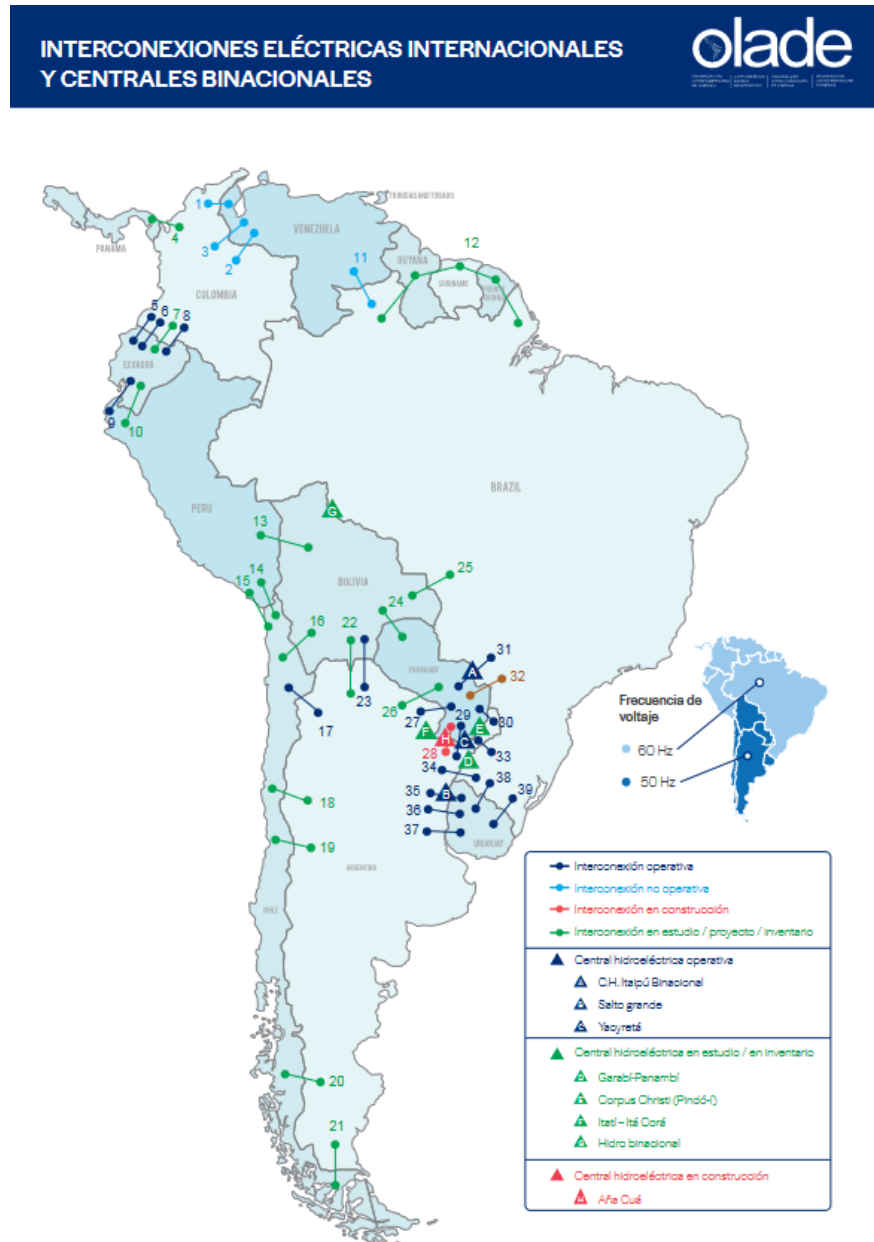 INTERCONEXIONES ELÉCTRICAS INTERNACIONALES
Y CENTRALES BINACIONALES
olade
TRINIDAD AND TOBAGO
1
PANAMA
4
3
2
VENEZUELA
11
12
GUYANA
SURINAME
COLOMBIA
5
6
7
8
ECUADOR
9
10
BRAZIL
PERU
G
13
14
15
BOLIVIA
25
24
16
22
31
A
PARAGUAY
32
17
23
26
27
29
30
F
H
C
E
28
33
D
34
38
39
35
B
36
37
URUGUAY
18
19
ARGENTINA
CHILE
20
21
Frecuencia de
voltaje
60 Hz
50 Hz
Interconexión operativa
Interconexión no operativa
Interconexión en construcción
Interconexión en estudio / proyecto / inventario
Central hidroeléctrica operativa
C.H. Itaipú Binacional
Salto grande
Yacyretá
Central hidroeléctrica en estudio / en inventario
Garabí-Panambí
Corpus Christi (Pindó-í)
Itatí – Itá Corá
Hidro binacional
Central hidroeléctrica en construcción
Aña Cuá